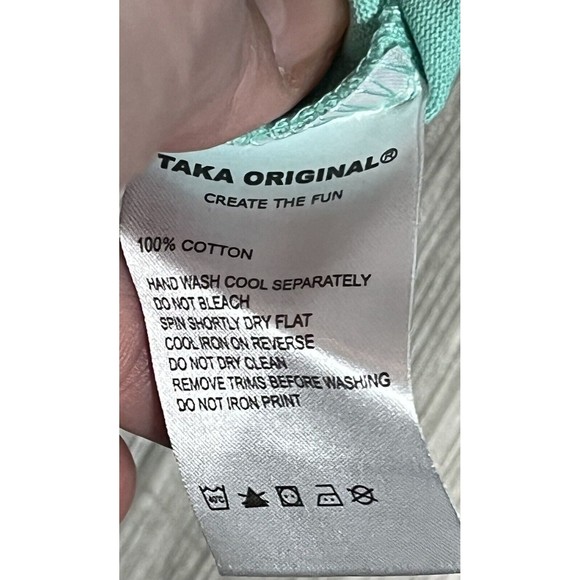 TAKA ORIGINAL®
CREATE THE FUN
100% COTTON
HAND WASH COOL SEPARATELY
DO NOT BLEACH
SPIN SHORTLY DRY FLAT
COOL IRON ON REVERSE
DO NOT DRY CLEAN
REMOVE TRIMS BEFORE WASHING
DO NOT IRON PRINT
40°C